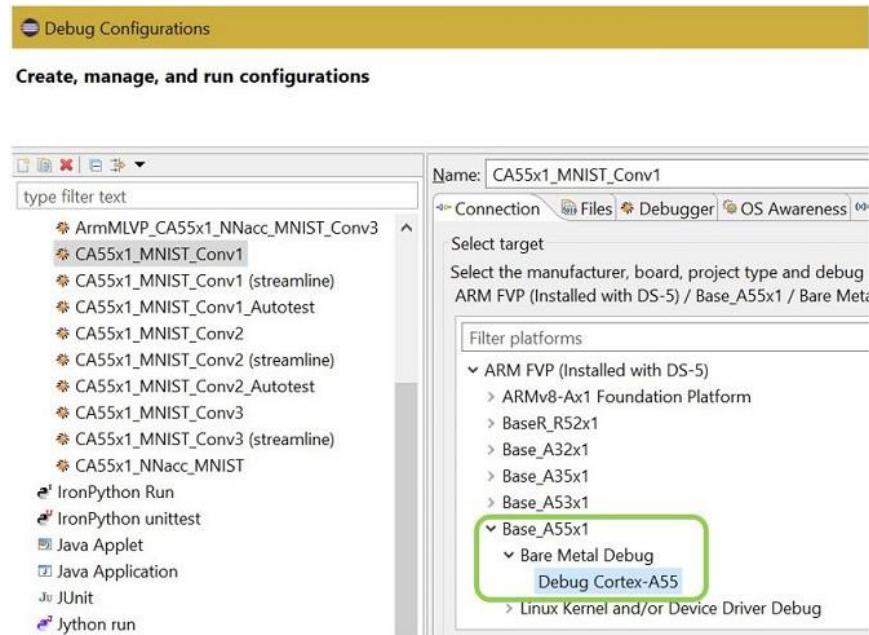 Debug Configurations
Create, manage, and run configurations
type filter text
ArmMLVP_CA55x1_NNacc_MNIST_Conv3
CA55x1_MNIST_Conv1
CA55x1_MNIST_Conv1 (streamline)
CA55x1_MNIST_Conv1_Autotest
CA55x1_MNIST_Conv2
CA55x1_MNIST_Conv2 (streamline)
CA55x1_MNIST_Conv2_Autotest
CA55x1_MNIST_Conv3
CA55x1_MNIST_Conv3 (streamline)
CA55x1_NNacc_MNIST
IronPython Run
IronPython unittest
Java Applet
Java Application
Ju JUnit
Jython run
Name: CA55x1_MNIST_Conv1
Connection Files Debugger OS Awareness
Select target
Select the manufacturer, board, project type and debug
ARM FVP (Installed with DS-5) / Base_A55x1 / Bare Meta
Filter platforms
ARM FVP (Installed with DS-5)
ARMv8-Ax1 Foundation Platform
BaseR_R52x1
Base_A32x1
Base_A35x1
Base_A53x1
Base_A55x1
Bare Metal Debug
Debug Cortex-A55
Linux Kernel and/or Device Driver Debug